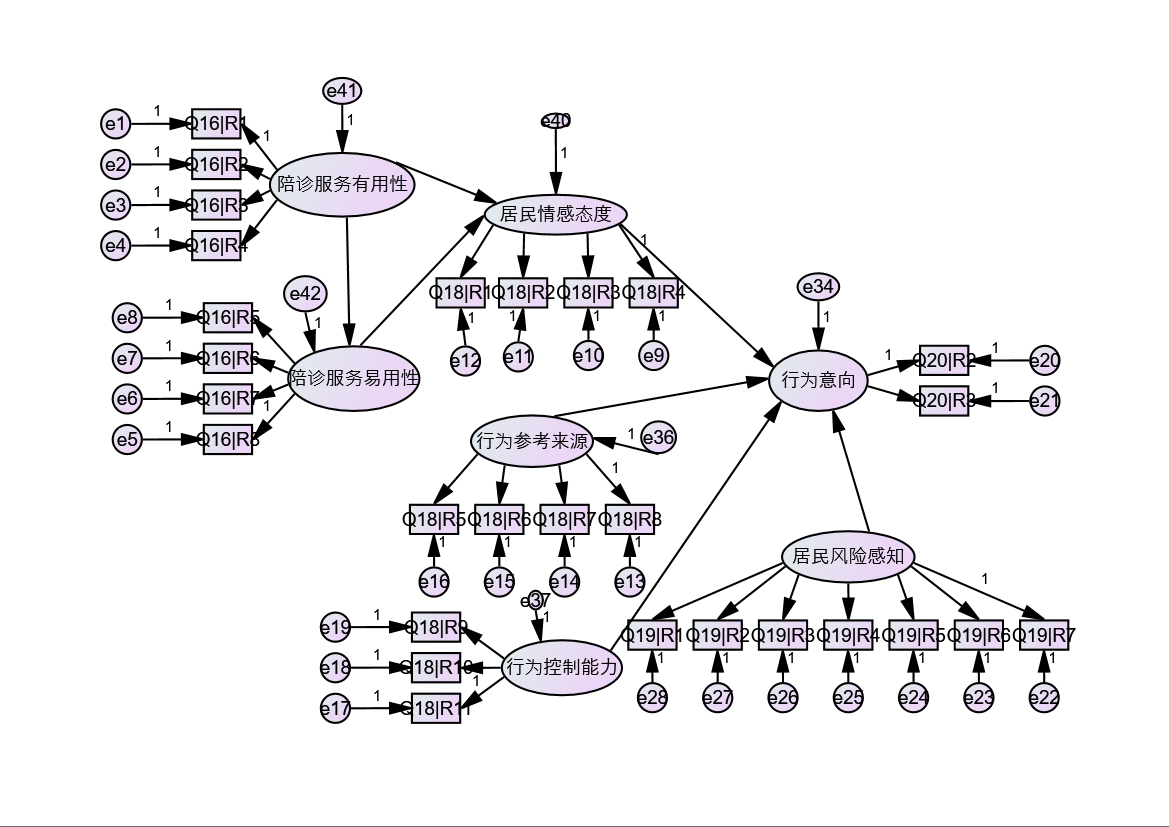 e41
e1 1 Q16|R1 1 1
e40
e2 1 Q16|R2
陪诊服务有用性
1
e3 1 Q16|R3
居民情感态度
e4 1 Q16|R4
1
e42
Q18|R1 Q18|R2 Q18|R3 Q18|R4
e34
e8 1 Q16|R5 1
1 1 1 1
1
e7 1 Q16|R6
e12 e11 e10 e9
1 Q20|R2 1 e20
陪诊服务易用性
行为意向
e6 1 Q16|R7
Q20|R3 1 e21
1
e5 1 Q16|R8
行为参考来源
1 e36
1
Q18|R5 Q18|R6 Q18|R7 Q18|R8
1 1 1 1
居民风险感知
e16 e15 e14 e13
1
e37
1
e19 1 Q18|R9
Q19|R1 Q19|R2 Q19|R3 Q19|R4 Q19|R5 Q19|R6 Q19|R7
1 1 1 1 1 1 1
e18 1 Q18|R10
行为控制能力
1
e28 e27 e26 e25 e24 e23 e22
e17 1 Q18|R11